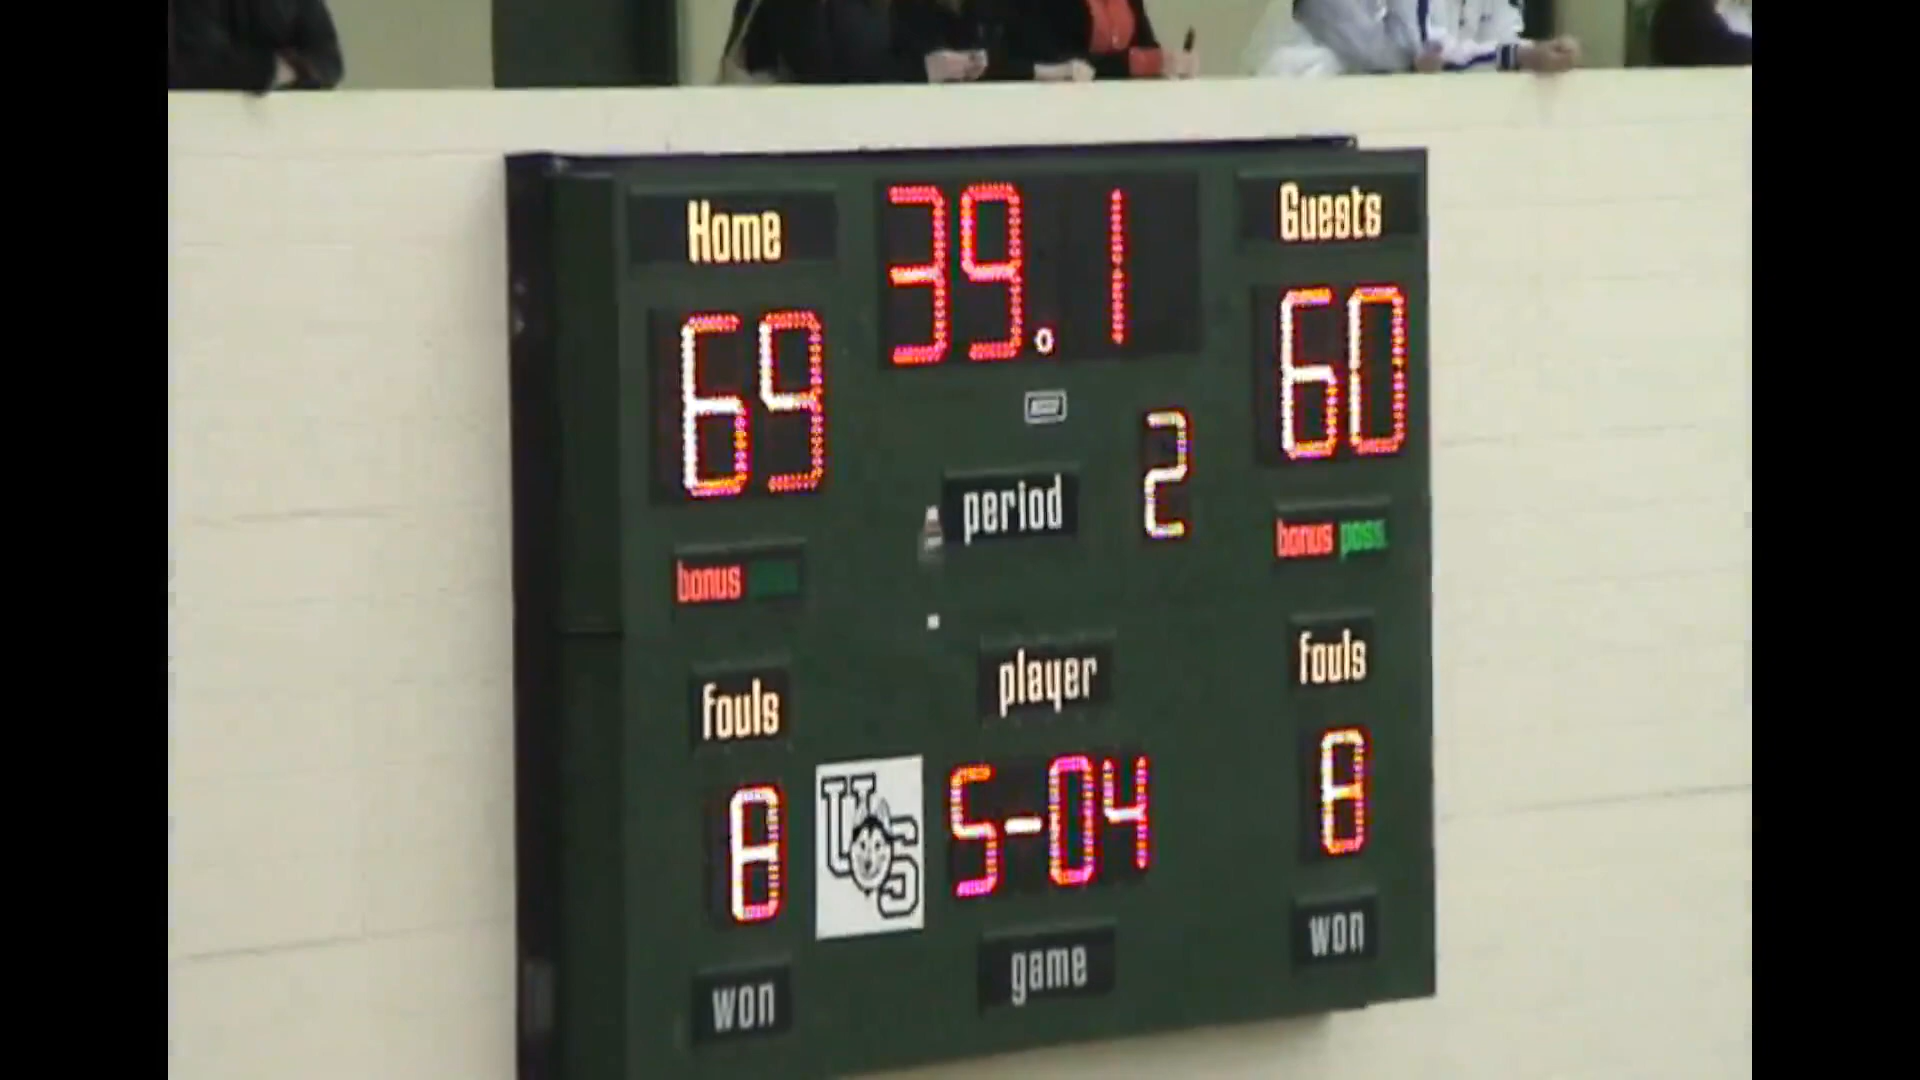 Home 39.1 Guests
69 60
period 2
bonus bonus poss.
fouls player fouls
8 US 5-04 8
won game won